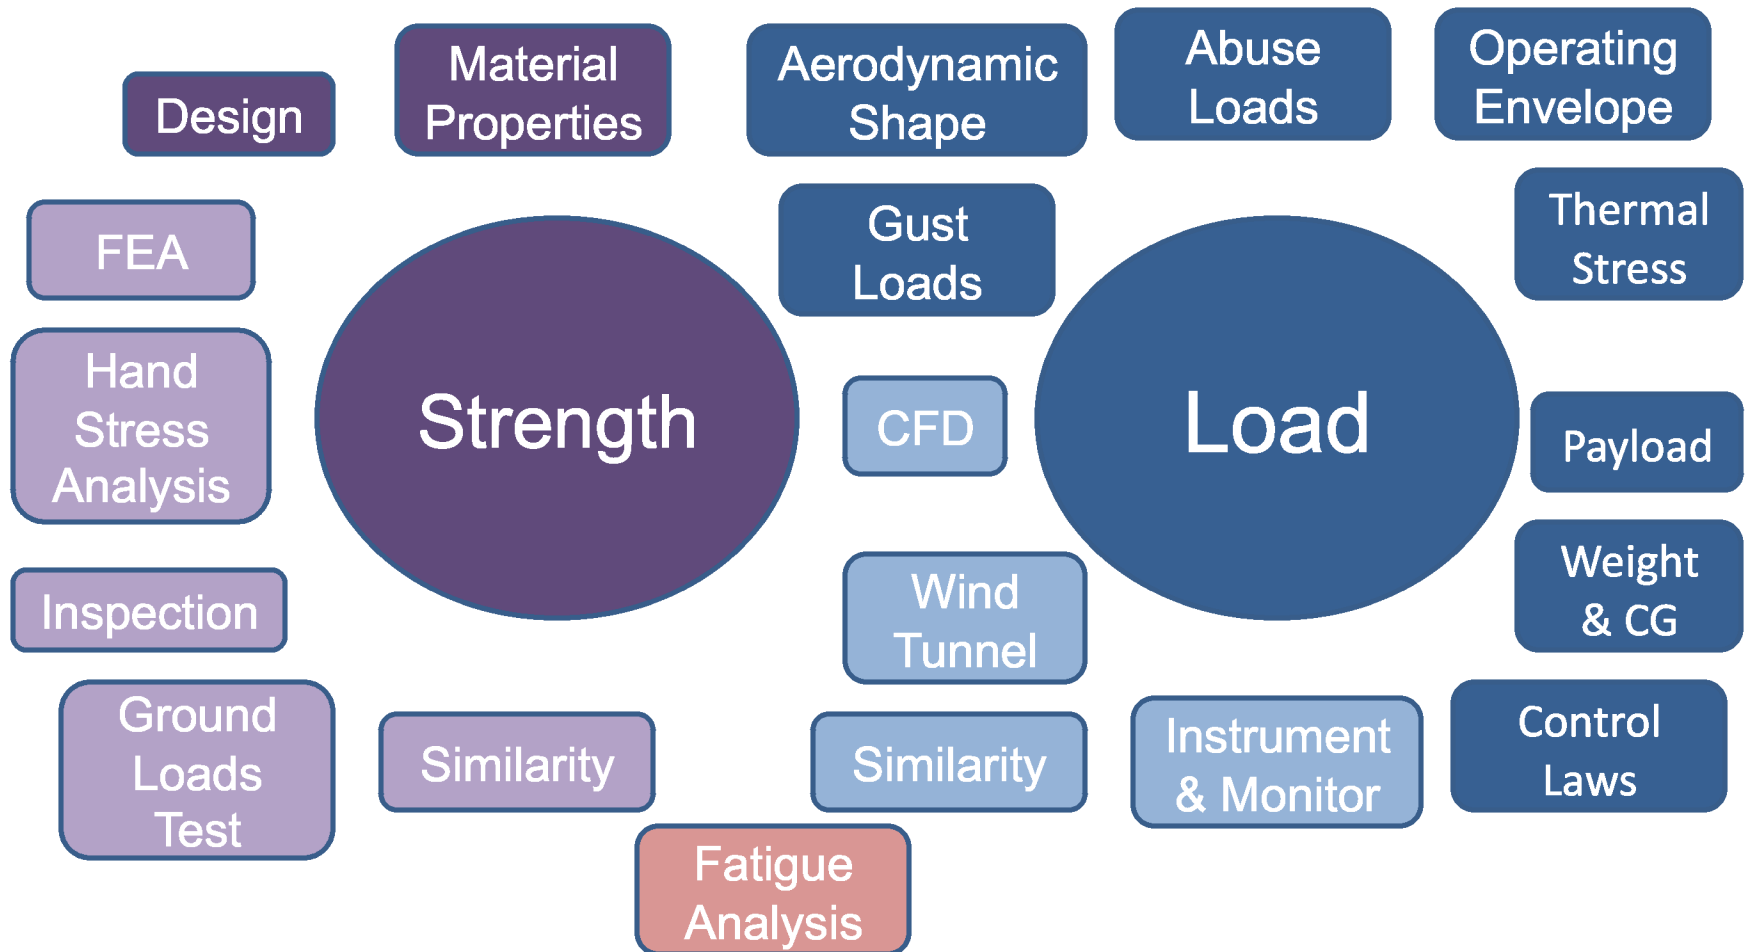 Design
Material
Properties
Aerodynamic
Shape
Abuse
Loads
Operating
Envelope
FEA
Gust
Loads
Thermal
Stress
Hand
Stress
Analysis
Strength
CFD
Load
Payload
Inspection
Wind
Tunnel
Weight
& CG
Ground
Loads
Test
Similarity
Similarity
Instrument
& Monitor
Control
Laws
Fatigue
Analysis